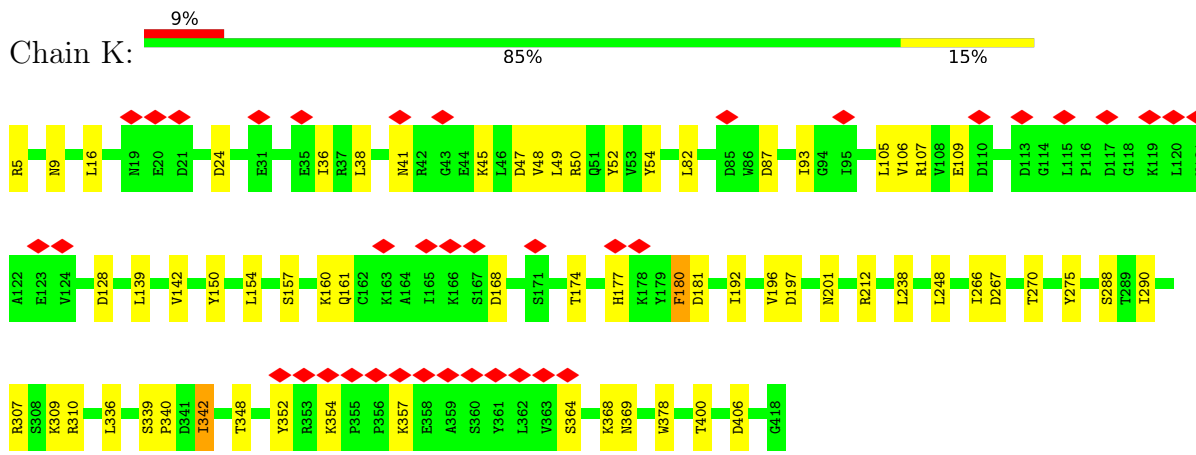 9%
Chain K:
85% 15%
R5 N9 L16 N19 E20 D21 D24 E31 E35 I36 R37 L38 N41 R42 G43 E44 K45 L46 D47 V48 L49 R50 Q51 Y52 V53 Y54 L82 D85 W86 D87 I93 G94 I95 L105 V106 R107 V108 E109 D110 D113 G114 L115 P116 D117 G118 K119 L120
A122 E123 V124 D128 L139 V142 Y150 L154 S157 K160 Q161 C162 K163 A164 I165 K166 S167 D168 S171 T174 H177 K178 Y179 F180 D181 I192 V196 D197 N201 R212 L238 L248 I266 D267 T270 Y275 S288 T289 I290
R307 S308 K309 R310 L336 S339 P340 D341 I342 T348 Y352 R353 K354 P355 P356 K357 E358 A359 S360 Y361 L362 V363 S364 K368 N369 W378 T400 D406 G418